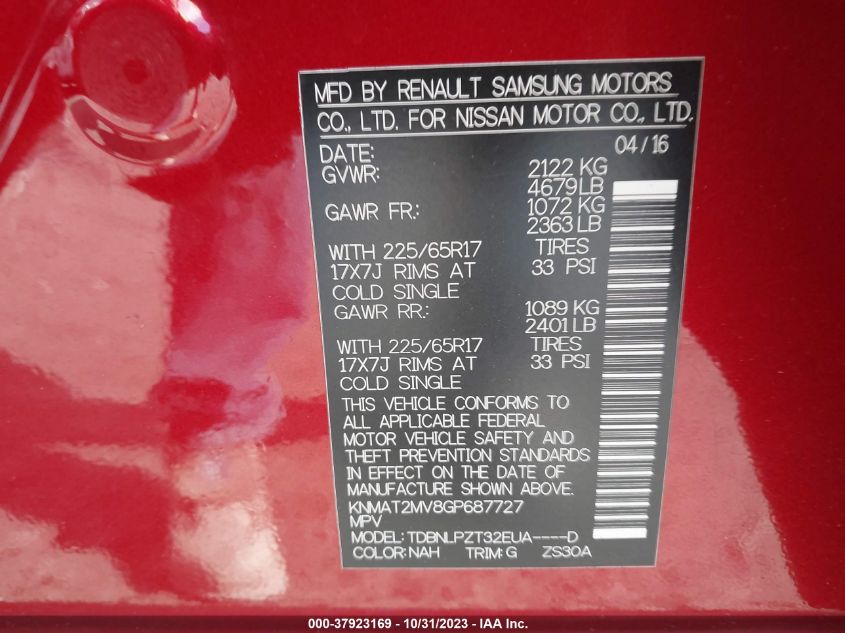 MFD BY RENAULT SAMSUNG MOTORS
CO., LTD. FOR NISSAN MOTOR CO., LTD.
DATE: 04/16
GVWR: 2122 KG
4679 LB
GAWR FR.: 1072 KG
2363 LB
WITH 225/65R17 TIRES
17X7J RIMS AT 33 PSI
COLD SINGLE
GAWR RR.: 1089 KG
2401 LB
WITH 225/65R17 TIRES
17X7J RIMS AT 33 PSI
COLD SINGLE
THIS VEHICLE CONFORMS TO
ALL APPLICABLE FEDERAL
MOTOR VEHICLE SAFETY AND
THEFT PREVENTION STANDARDS
IN EFFECT ON THE DATE OF
MANUFACTURE SHOWN ABOVE.
KNMAT2MV8GP687727
MPV
MODEL: TDBNLPZT32EUA----D
COLOR: NAH TRIM: G ZS30A
000-37923169 - 10/31/2023 - IAA Inc.